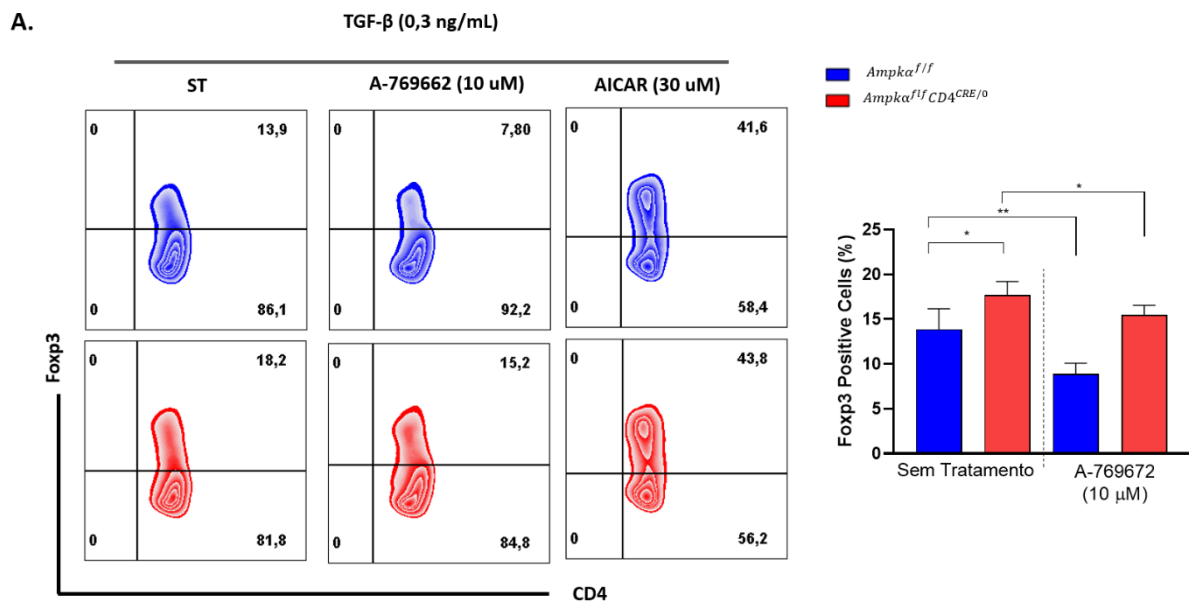 A.
TGF-β (0,3 ng/mL)
ST
A-769662 (10 uM)
AICAR (30 uM)
0 13,9
86,1
0
0 7,80
0 92,2
0 41,6
0 58,4
0 18,2
0 81,8
0 15,2
0 84,8
0 43,8
0 56,2
Foxp3
CD4
Ampkα^{f/f}
Ampkα^{flf}CD4^{CRE/0}
*
**
*
Foxp3 Positive Cells (%)
25
20
15
10
5
0
Sem Tratamento
A-769672
(10 μM)